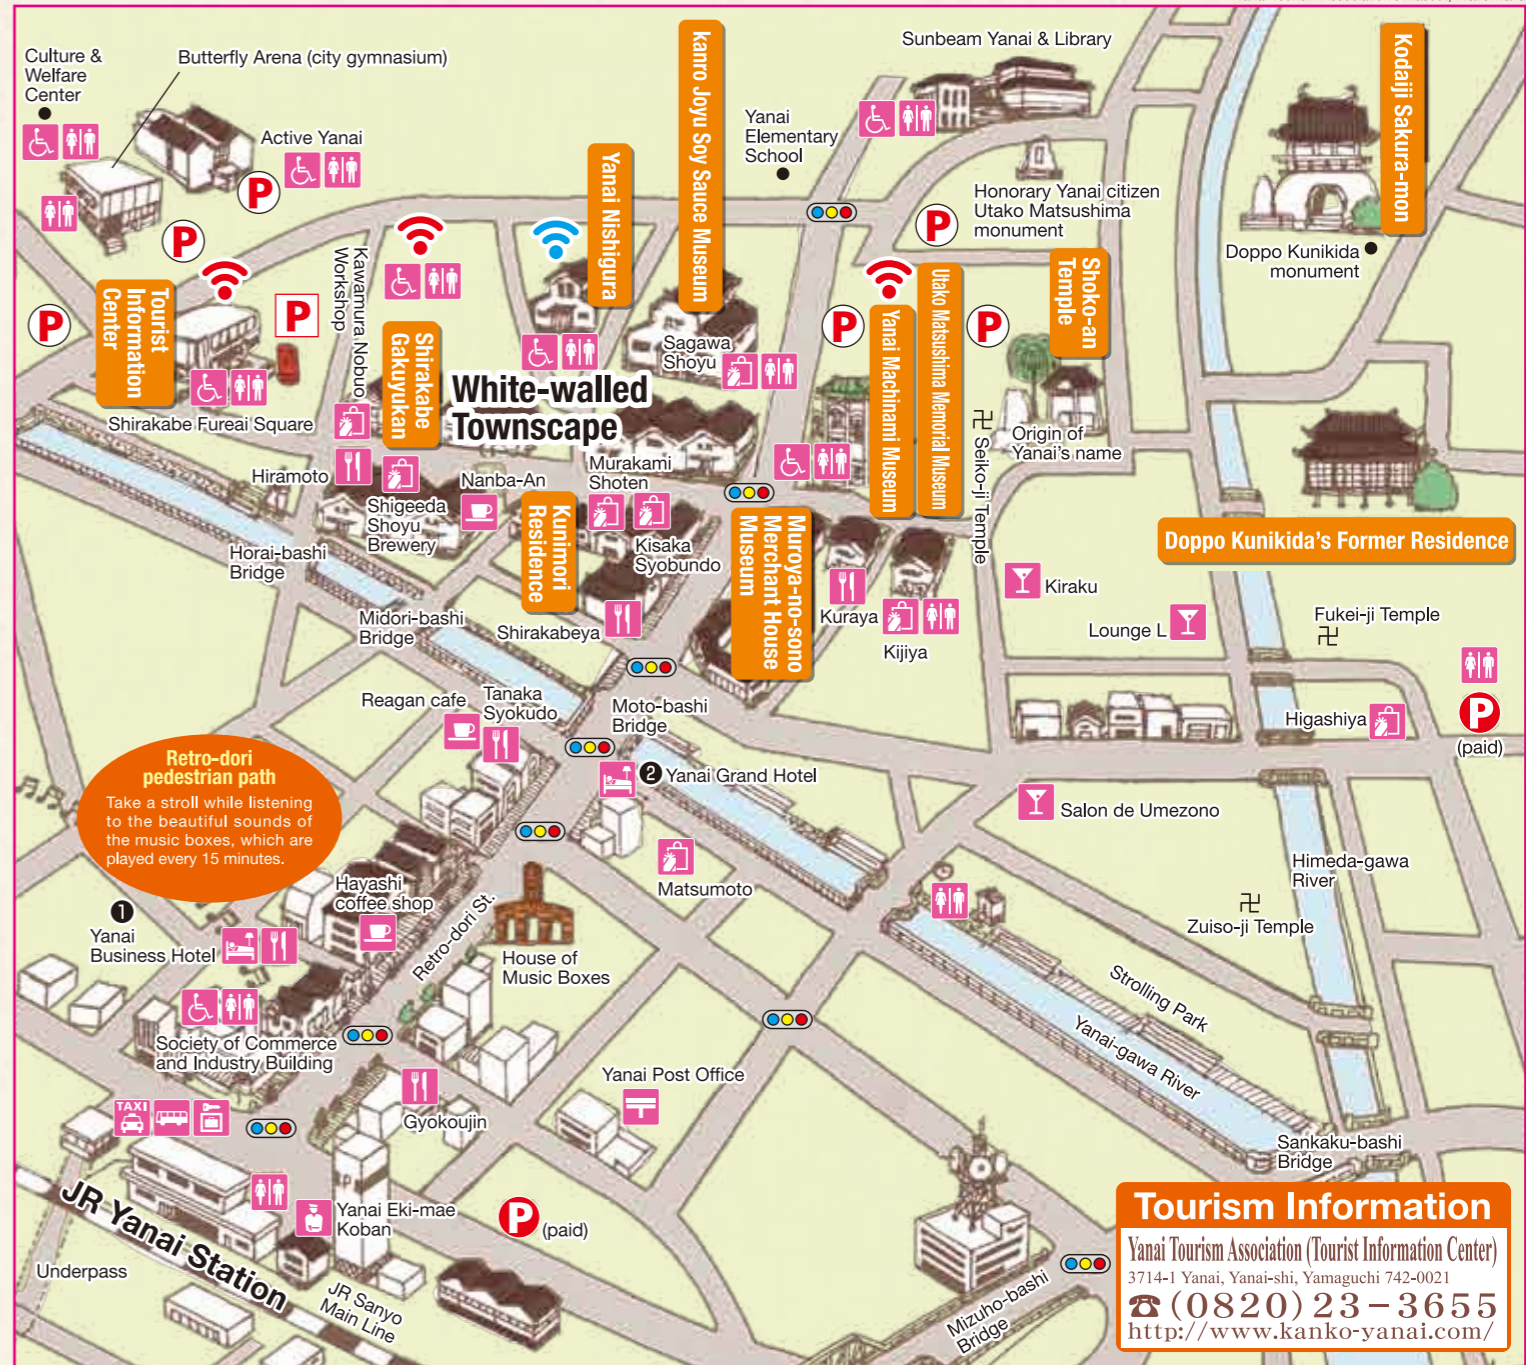 Culture &
Welfare
Center
Butterfly Arena (city gymnasium)
Active Yanai
P
P
P
P
Tourist
Information
Center
Shirakabe Fureai Square
Kawamura Nobuo
Workshop
Shirakabe
Gakuyukan
Yanai Nishigura
kanro Joyu Soy Sauce Museum
Sagawa
Shoyu
Yanai
Elementary
School
Sunbeam Yanai & Library
Honorary Yanai citizen
Utako Matsushima
monument
P
P
P
Kodaiji Sakura-mon
Doppo Kunikida
monument
Shoko-an
Temple
Yanai Machinami Museum
Utako Matsushima Memorial Museum
Origin of
Yanai's name
卍 Seiko-ji Temple
White-walled
Townscape
Hiramoto
Shigeeda
Shoyu
Brewery
Nanba-An
Murakami
Shoten
Kunimori
Residence
Kisaka
Syobundo
Muroya-no-sono
Merchant House
Museum
Doppo Kunikida's Former Residence
Horai-bashi
Bridge
Midori-bashi
Bridge
Shirakabeya
Kuraya
Kijiya
Kiraku
Lounge L
Fukei-ji Temple
卍
Reagan cafe
Tanaka
Syokudo
Moto-bashi
Bridge
Higashiya
P
(paid)
Retro-dori
pedestrian path
Take a stroll while listening
to the beautiful sounds of
the music boxes, which are
played every 15 minutes.
❷ Yanai Grand Hotel
Salon de Umezono
Matsumoto
Himeda-gawa
River
卍
Zuiso-ji Temple
Hayashi
coffee shop
❶
Yanai
Business Hotel
Retro-dori St.
House of
Music Boxes
Strolling Park
Yanai-gawa River
Society of Commerce
and Industry Building
Yanai Post Office
Gyokoujin
TAXI
Sankaku-bashi
Bridge
JR Yanai Station
Yanai Eki-mae
Koban
P (paid)
Underpass
JR Sanyo
Main Line
Mizuho-bashi
Bridge
Tourism Information
Yanai Tourism Association (Tourist Information Center)
3714-1 Yanai, Yanai-shi, Yamaguchi 742-0021
☎(0820)23-3655
http://www.kanko-yanai.com/